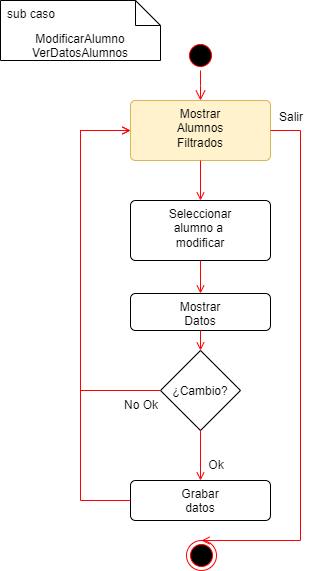 sub caso
ModificarAlumno
VerDatosAlumnos
Mostrar
Alumnos
Filtrados
Salir
Seleccionar
alumno a
modificar
Mostrar
Datos
¿Cambio?
No Ok
Ok
Grabar
datos